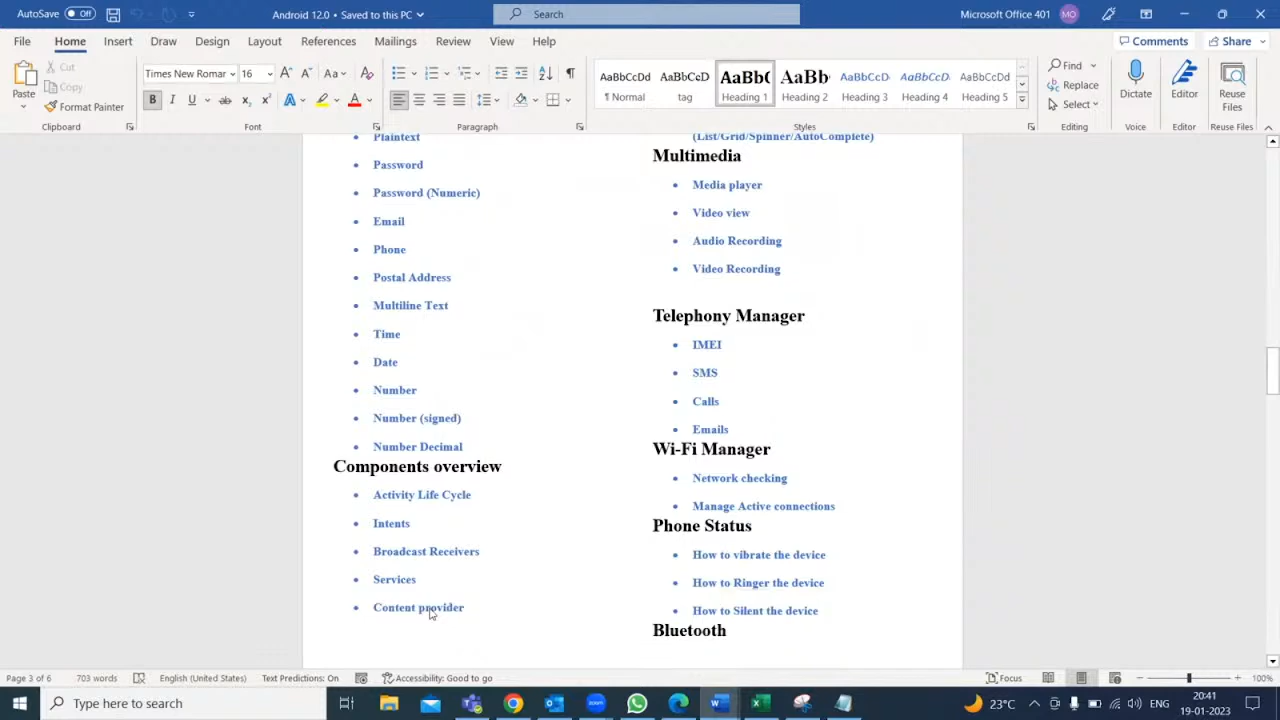 AutoSave Off
Android 12.0 • Saved to this PC
Search
Microsoft Office 401 MO
File Home Insert Draw Design Layout References Mailings Review View Help
Comments Share
Paste
Cut
Copy
Format Painter
Clipboard
Times New Roman 16
Font
Paragraph
AaBbCcDd AaBbCcD AaBbC AaBb AaBbCcD AaBbCcD AaBbCcDd
¶ Normal tag Heading 1 Heading 2 Heading 3 Heading 4 Heading 5
Styles
Find
Replace
Select
Editing
Dictate
Voice
Editor
Editor
Reuse
Files
Reuse Files
Plaintext
Password
Password (Numeric)
Email
Phone
Postal Address
Multiline Text
Time
Date
Number
Number (signed)
Number Decimal
Components overview
Activity Life Cycle
Intents
Broadcast Receivers
Services
Content provider
(List/Grid/Spinner/AutoComplete)
Multimedia
Media player
Video view
Audio Recording
Video Recording
Telephony Manager
IMEI
SMS
Calls
Emails
Wi-Fi Manager
Network checking
Manage Active connections
Phone Status
How to vibrate the device
How to Ringer the device
How to Silent the device
Bluetooth
Page 3 of 6 703 words English (United States) Text Predictions: On Accessibility: Good to go Focus 100%
Type here to search
23°C
ENG
20:41
19-01-2023